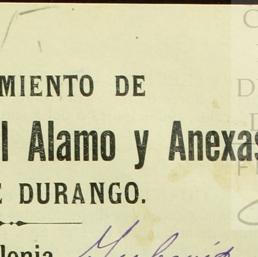 MIENTO DE
l Alamo y Anexas
E DURANGO.
lonia